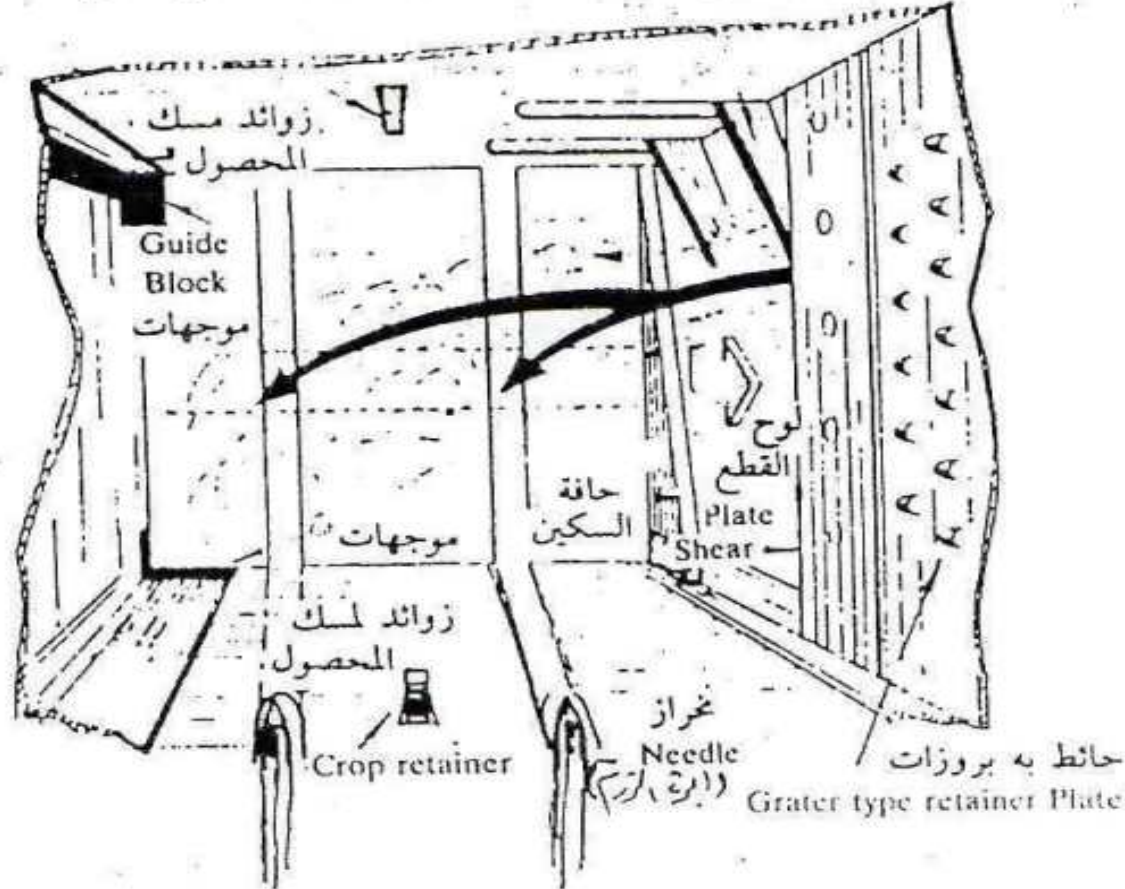 زوائد مسك
المحصول
Guide
Block
موجهات
لوح
القطع
Plate
Shear
حافة
السكين
موجهات
زوائد لمسك
المحصول
Crop retainer
مخراز
Needle
حائط به بروزات
Grater type retainer Plate